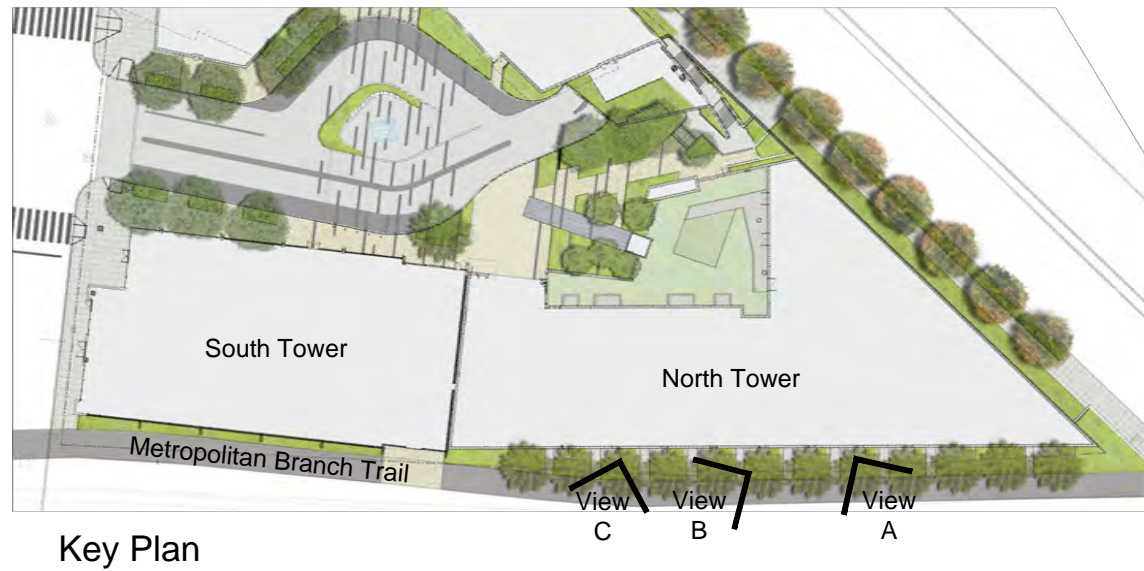 South Tower
North Tower
Metropolitan Branch Trail
View
C
View
B
View
A
Key Plan